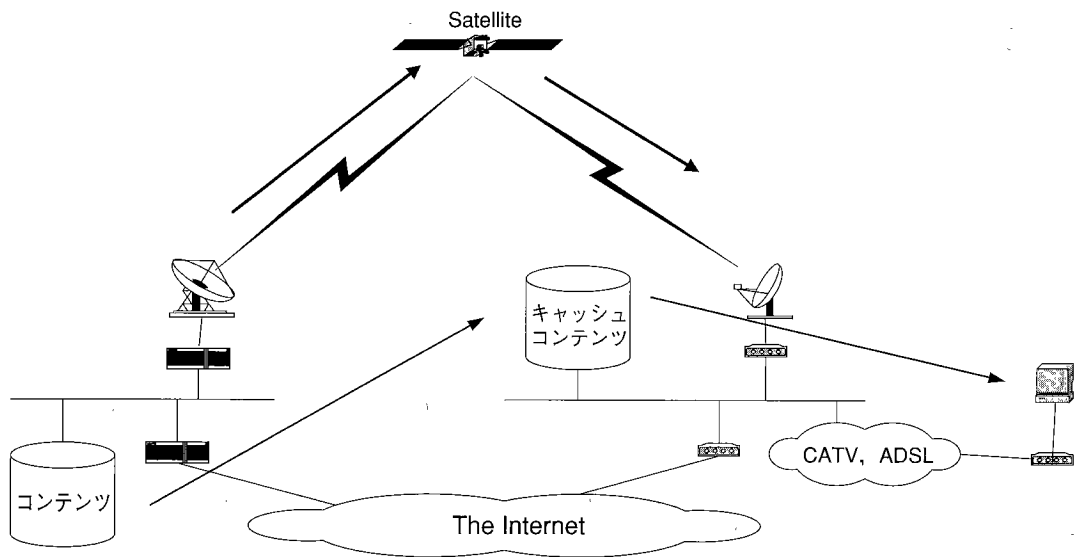 Satellite
キャッシュ
コンテンツ
CATV, ADSL
コンテンツ
The Internet